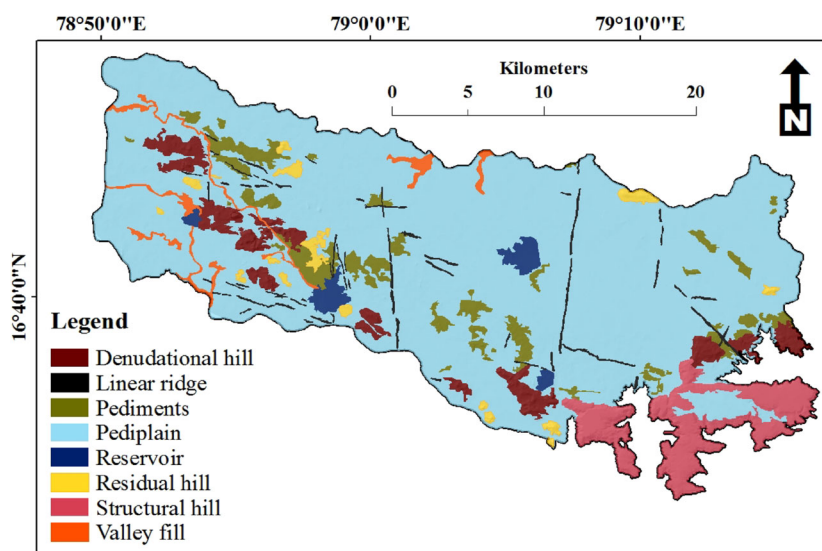 78°50'0"E 79°0'0"E 79°10'0"E
Kilometers
0 5 10 20
N
16°40'0"N
Legend
Denudational hill
Linear ridge
Pediments
Pediplain
Reservoir
Residual hill
Structural hill
Valley fill